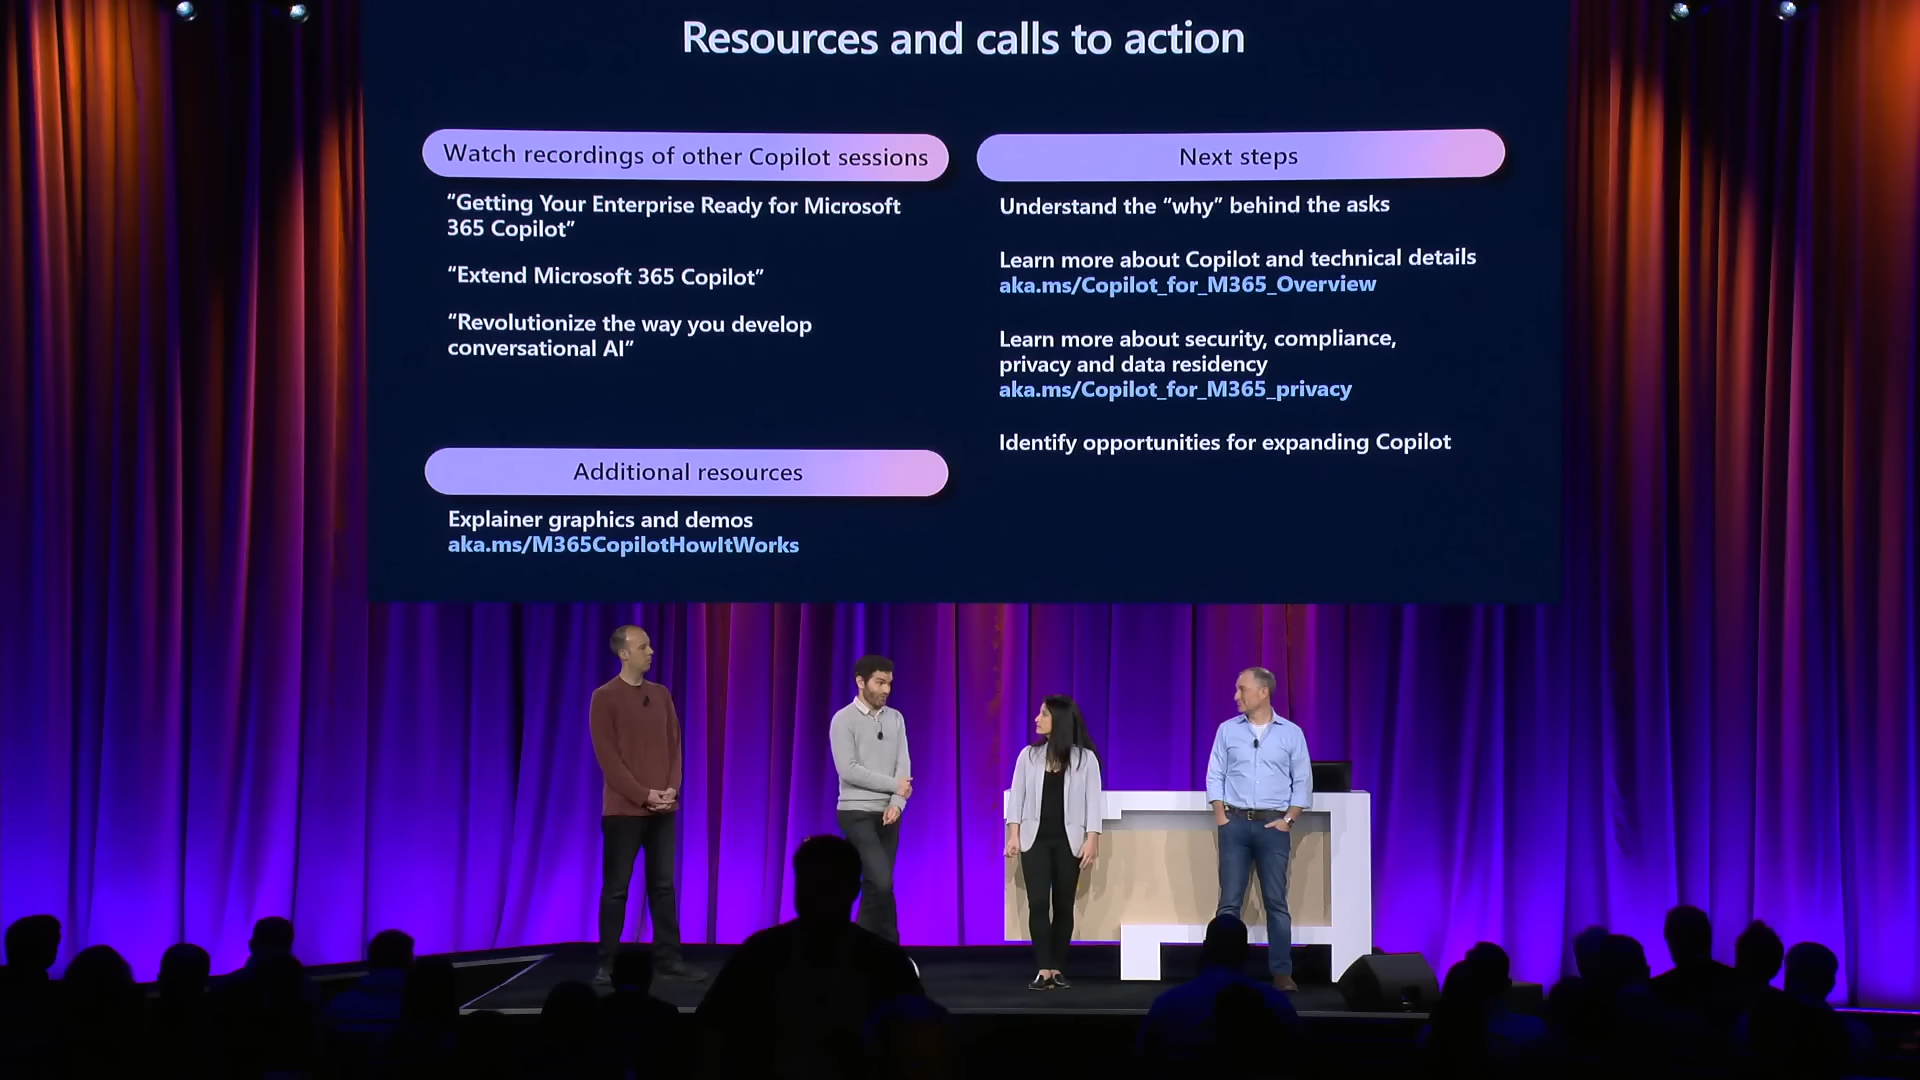 Resources and calls to action
Watch recordings of other Copilot sessions
“Getting Your Enterprise Ready for Microsoft
365 Copilot”
“Extend Microsoft 365 Copilot”
“Revolutionize the way you develop
conversational AI”
Additional resources
Explainer graphics and demos
aka.ms/M365CopilotHowItWorks
Next steps
Understand the “why” behind the asks
Learn more about Copilot and technical details
aka.ms/Copilot_for_M365_Overview
Learn more about security, compliance,
privacy and data residency
aka.ms/Copilot_for_M365_privacy
Identify opportunities for expanding Copilot